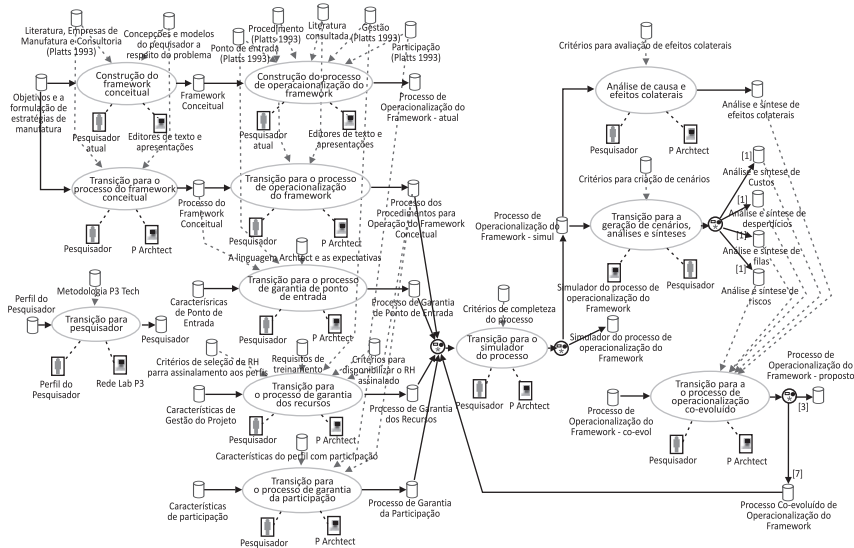 Literatura, Empresas de
Manufatura e Consultoria
(Platts 1993)
Concepções e modelos
do pequisador a
respeito do problema
Procedimento
(Platts 1993)
Ponto de entrada
(Platts 1993)
Literatura
consultada
Gestão
(Platts 1993)
Participação
(Platts 1993)
Construção do
framework
conceitual
Framework
Conceitual
Construção do processo
de operacaionalização do
framework
Processo de
Operacionalização do
Framework - atual
Objetivos e a
formulação de
estratégias de
manufatura
Pesquisador
atual
Editores de texto e
apresentações
Pesquisador
atual
Editores de texto e
apresentações
Transição para o
processo do framework
conceitual
Processo do
Framework
Conceitual
Transição para o processo
de operacionalização
do framework
Processo dos
Procedimentos para
Operação do Framework
Conceitual
Pesquisador
P Archtect
Pesquisador
P Archtect
A-linguagem Archtect e as expectativas
Transição para o processo
de garantia de ponto
de entrada
Caracterísricas
de Ponto de
Entrada
Processo de Garantia
de Ponto de Entrada
Pesquisador
P Archtect
Metodologia P3 Tech
Perfil do
Pesquisador
Transição para
pesquisador
Pesquisador
Perfil do
Pesquisador
Rede Lab P3
Critérios de seleção de RH
parra assinalamento aos perfis
Requisitos de
treinamento
Critérios para
disponibilizar o RH
assinalado
Transição para
o processo de garantia
dos recursos
Características de
Gestão do Projeto
Processo de Garantia
dos Recursos
Pesquisador
P Archtect
Características do perfil com participação
Transição para
o processo de garantia
da participação
Características
de participação
Processo de Garantia
da Participação
Pesquisador
P Archtect
Critérios de completeza
do processo
Transição para o
simulador
do processo
Pesquisador
P Archtect
Simulador do processo de
operacionalização do
Framework
Processo de
Operacionalização do
Framework - simul
Critérios para avaliação de efeitos colaterais
Análise de causa e
efeitos colaterais
Análise e síntese de
efeitos colaterais
Pesquisador
P Archtect
Critérios para criação de cenários
Transição para a
geração de cenários,
análises e sínteses
Simulador do processo de
operacionalização do
Framework
Pesquisador
[1]
Análise e síntese de
Custos
[1]
Análise e síntese de
desperdícios
[1]
Análise e síntese de
filas
[1]
Análise e síntese de
riscos
Processo de
Operacionalização do
Framework - co-evol
Transição para a
o processo de
operacionalização
co-evoluído
Processo de
Operacionalização do
Framework - proposto
[3]
Pesquisador
P Archtect
[7]
Processo Co-evoluído de
Operacionalização do
Framework